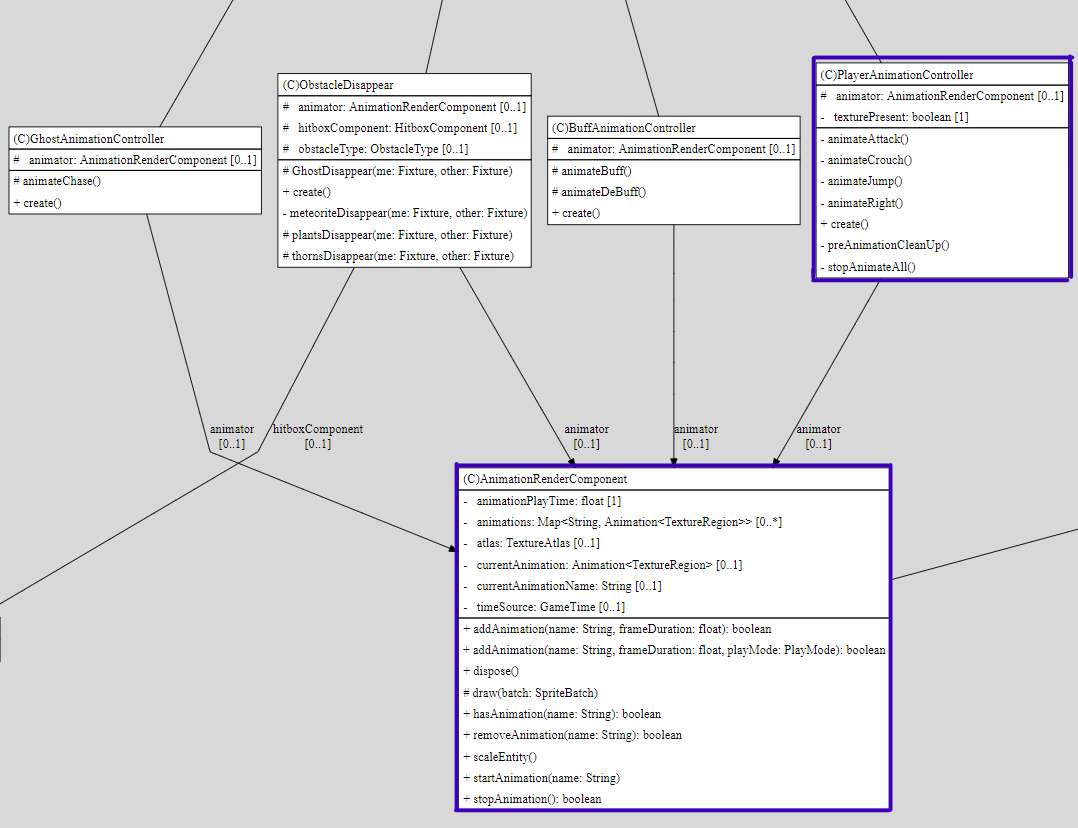 (C)GhostAnimationController
# animator: AnimationRenderComponent [0..1]
# animateChase()
+ create()
(C)ObstacleDisappear
# animator: AnimationRenderComponent [0..1]
# hitboxComponent: HitboxComponent [0..1]
# obstacleType: ObstacleType [0..1]
# GhostDisappear(me: Fixture, other: Fixture)
+ create()
- meteoriteDisappear(me: Fixture, other: Fixture)
# plantsDisappear(me: Fixture, other: Fixture)
# thornsDisappear(me: Fixture, other: Fixture)
(C)BuffAnimationController
# animator: AnimationRenderComponent [0..1]
# animateBuff()
# animateDeBuff()
+ create()
(C)PlayerAnimationController
# animator: AnimationRenderComponent [0..1]
- texturePresent: boolean [1]
- animateAttack()
- animateCrouch()
- animateJump()
- animateRight()
+ create()
- preAnimationCleanUp()
- stopAnimateAll()
animator
[0..1]
hitboxComponent
[0..1]
animator
[0..1]
animator
[0..1]
animator
[0..1]
(C)AnimationRenderComponent
- animationPlayTime: float [1]
- animations: Map<String, Animation<TextureRegion>> [0..*]
- atlas: TextureAtlas [0..1]
- currentAnimation: Animation<TextureRegion> [0..1]
- currentAnimationName: String [0..1]
- timeSource: GameTime [0..1]
+ addAnimation(name: String, frameDuration: float): boolean
+ addAnimation(name: String, frameDuration: float, playMode: PlayMode): boolean
+ dispose()
# draw(batch: SpriteBatch)
+ hasAnimation(name: String): boolean
+ removeAnimation(name: String): boolean
+ scaleEntity()
+ startAnimation(name: String)
+ stopAnimation(): boolean